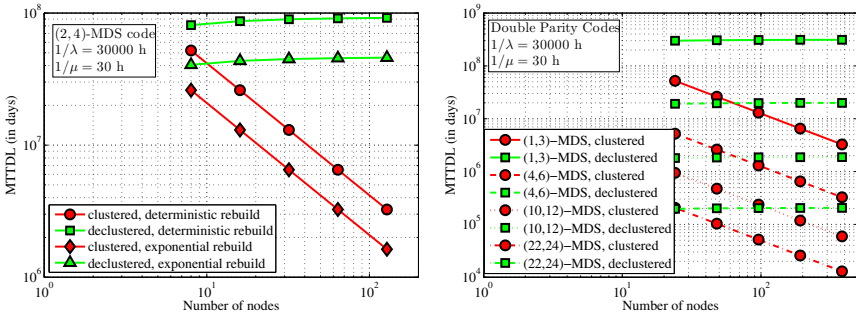 10^8
(2, 4)-MDS code
1/λ = 30000 h
1/μ = 30 h
10^7
MTTDL (in days)
clustered, deterministic rebuild
declustered, deterministic rebuild
clustered, exponential rebuild
declustered, exponential rebuild
10^6
10^0
10^1
10^2
Number of nodes
10^9
Double Parity Codes
1/λ = 30000 h
1/μ = 30 h
10^8
10^7
10^6
10^5
10^4
MTTDL (in days)
(1,3)−MDS, clustered
(1,3)−MDS, declustered
(4,6)−MDS, clustered
(4,6)−MDS, declustered
(10,12)−MDS, clustered
(10,12)−MDS, declustered
(22,24)−MDS, clustered
(22,24)−MDS, declustered
10^0
10^1
10^2
Number of nodes